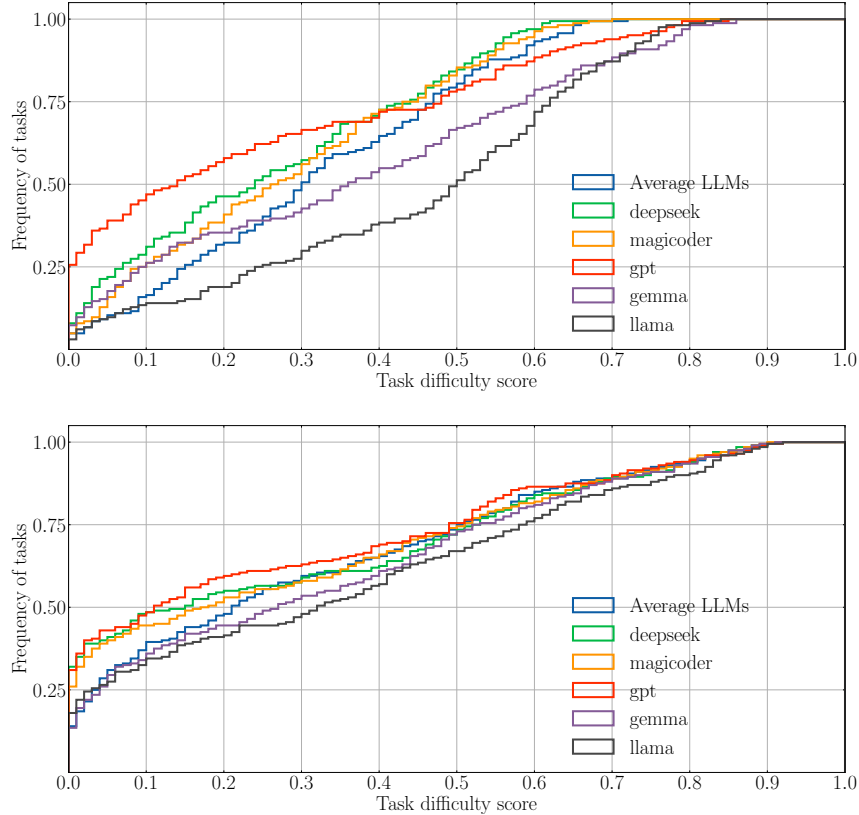 Frequency of tasks
1.00
0.75
0.50
0.25
Average LLMs
deepseek
magicoder
gpt
gemma
llama
0.0 0.1 0.2 0.3 0.4 0.5 0.6 0.7 0.8 0.9 1.0
Task difficulty score
Frequency of tasks
1.00
0.75
0.50
0.25
Average LLMs
deepseek
magicoder
gpt
gemma
llama
0.0 0.1 0.2 0.3 0.4 0.5 0.6 0.7 0.8 0.9 1.0
Task difficulty score